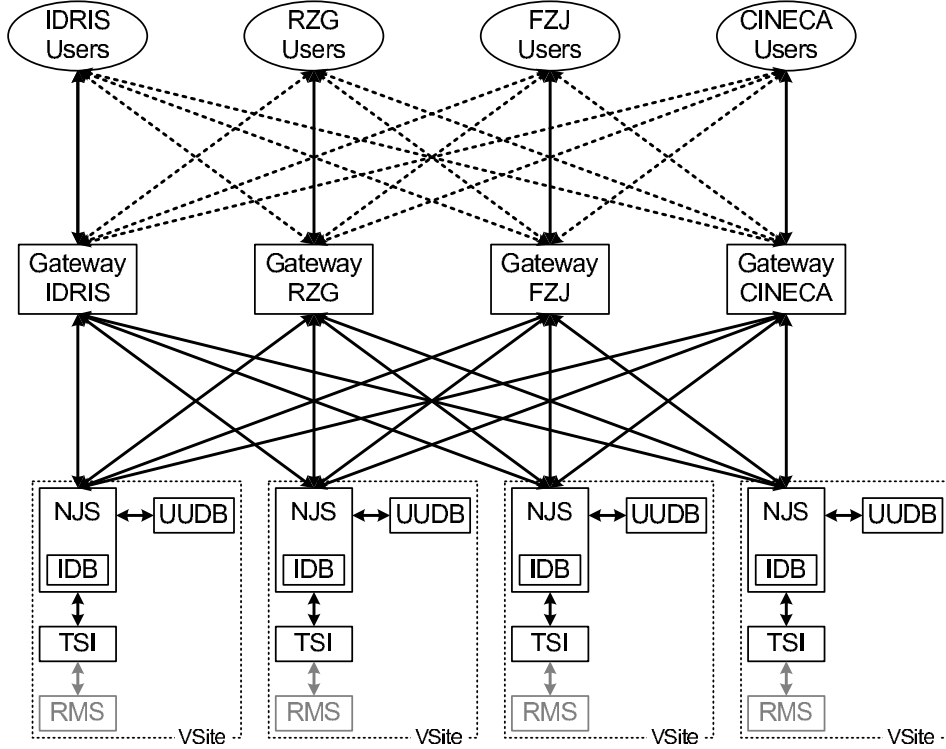 IDRIS
Users
RZG
Users
FZJ
Users
CINECA
Users
Gateway
IDRIS
Gateway
RZG
Gateway
FZJ
Gateway
CINECA
NJS
UUDB
IDB
TSI
RMS
VSite
NJS
UUDB
IDB
TSI
RMS
VSite
NJS
UUDB
IDB
TSI
RMS
VSite
NJS
UUDB
IDB
TSI
RMS
VSite